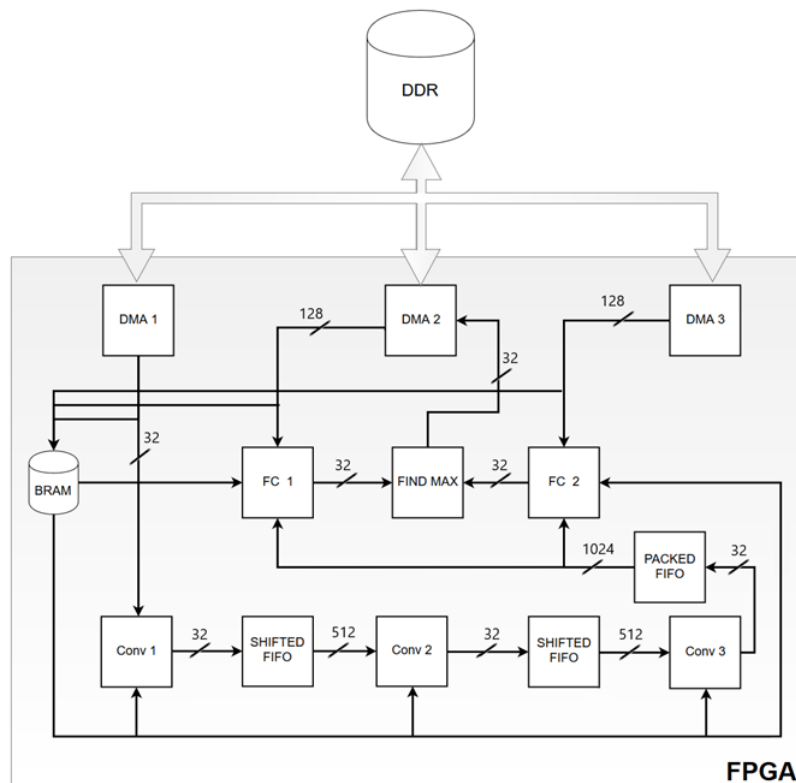 DDR
DMA 1
128
DMA 2
128
DMA 3
32
32
BRAM
FC 1
32
FIND MAX
32
FC 2
1024
PACKED
FIFO
32
Conv 1
32
SHIFTED
FIFO
512
Conv 2
32
SHIFTED
FIFO
512
Conv 3
FPGA